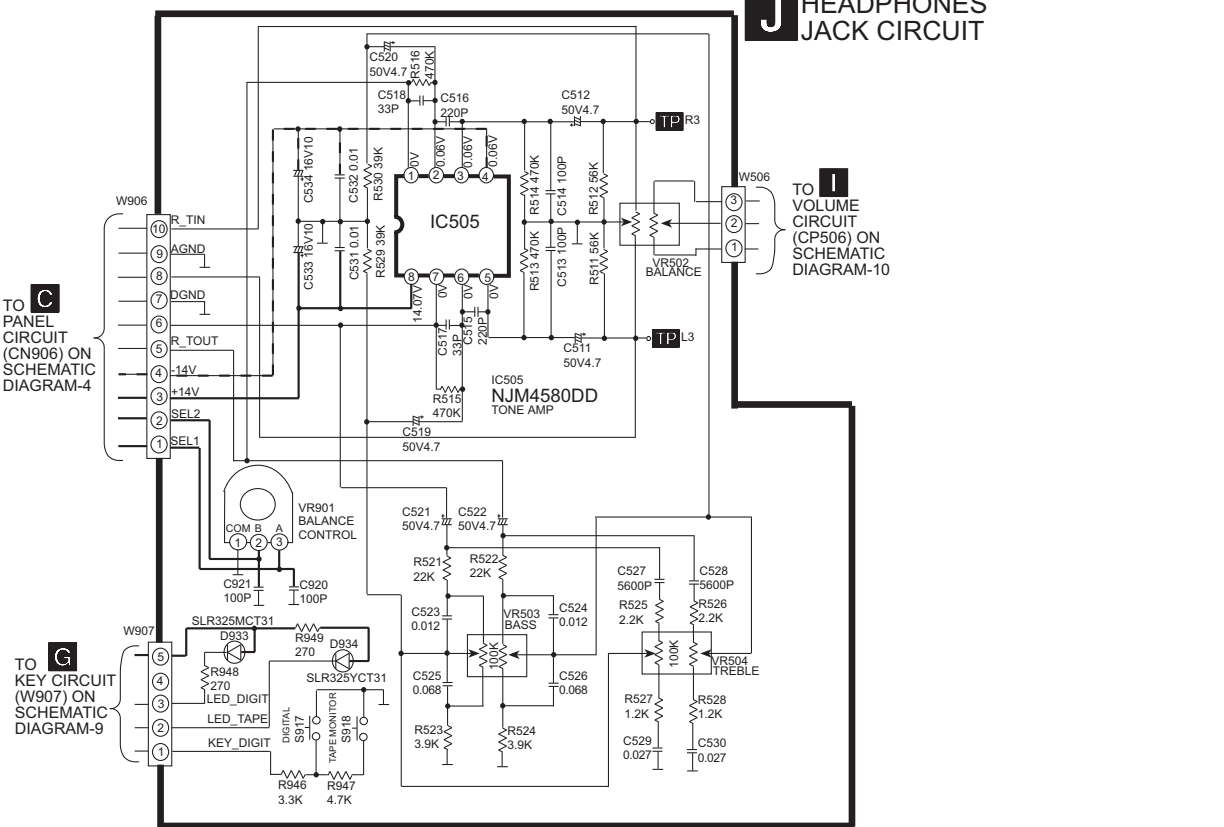 J HEADPHONES
JACK CIRCUIT
C520
50V4.7
R516
470K
C518
33P
C516
220P
C512
50V4.7
TP R3
0V
0.06V
0.06V
0.06V
C534 16V10
C532 0.01
R530 39K
1 2 3 4
IC505
R514 470K
C514 100P
R512 56K
W506
3
2
1
TO I
VOLUME
CIRCUIT
(CP506) ON
SCHEMATIC
DIAGRAM-10
VR502
BALANCE
W906
10 R_TIN
9 AGND
8
7 DGND
6
5 R_TOUT
4 -14V
3 +14V
2 SEL2
1 SEL1
TO C
PANEL
CIRCUIT
(CN906) ON
SCHEMATIC
DIAGRAM-4
C533 16V10
C531 0.01
R529 39K
8 7 6 5
14.07V
0V
0V
0V
R513 470K
C513 100P
R511 56K
C517
33P
C515
220P
C511
50V4.7
TP L3
R515
470K
IC505
NJM4580DD
TONE AMP
C519
50V4.7
VR901
BALANCE
CONTROL
COM B A
1 2 3
C921
100P
C920
100P
C521
50V4.7
C522
50V4.7
R521
22K
R522
22K
C527
5600P
C528
5600P
R525
2.2K
R526
2.2K
C523
0.012
VR503
BASS
C524
0.012
100K
100K
VR504
TREBLE
C525
0.068
C526
0.068
R527
1.2K
R528
1.2K
R523
3.9K
R524
3.9K
C529
0.027
C530
0.027
W907
5
4
3 LED_DIGIT
2 LED_TAPE
1 KEY_DIGIT
TO G
KEY CIRCUIT
(W907) ON
SCHEMATIC
DIAGRAM-9
SLR325MCT31
D933
R949
270
D934
R948
270
SLR325YCT31
DIGITAL
S917
TAPE MONITOR
S918
R946
3.3K
R947
4.7K